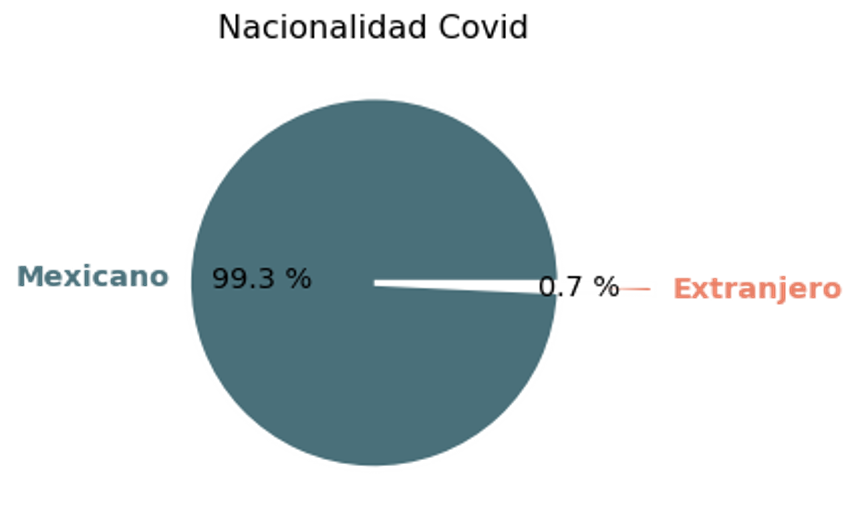 Nacionalidad Covid
Mexicano
99.3 %
0.7 %
Extranjero